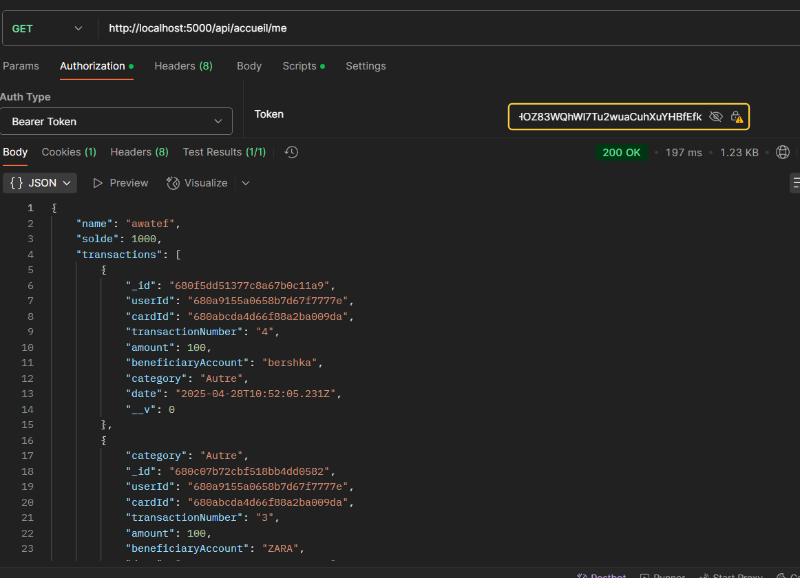 GET http://localhost:5000/api/accueil/me
Params Authorization Headers (8) Body Scripts Settings
Auth Type
Bearer Token
Token
Body Cookies (1) Headers (8) Test Results (1/1) 200 OK • 197 ms • 1.23 KB
{} JSON Preview Visualize
1 {
2 "name": "awatef",
3 "solde": 1000,
4 "transactions": [
5 {
6 "_id": "680f5dd51377c8a67b0c11a9",
7 "userId": "680a9155a0658b7d67f7777e",
8 "cardId": "680abcda4d66f88a2ba009da",
9 "transactionNumber": "4",
10 "amount": 100,
11 "beneficiaryAccount": "bershka",
12 "category": "Autre",
13 "date": "2025-04-28T10:52:05.231Z",
14 "__v": 0
15 },
16 {
17 "category": "Autre",
18 "_id": "680c07b72cbf518bb4dd0582",
19 "userId": "680a9155a0658b7d67f7777e",
20 "cardId": "680abcda4d66f88a2ba009da",
21 "transactionNumber": "3",
22 "amount": 100,
23 "beneficiaryAccount": "ZARA",